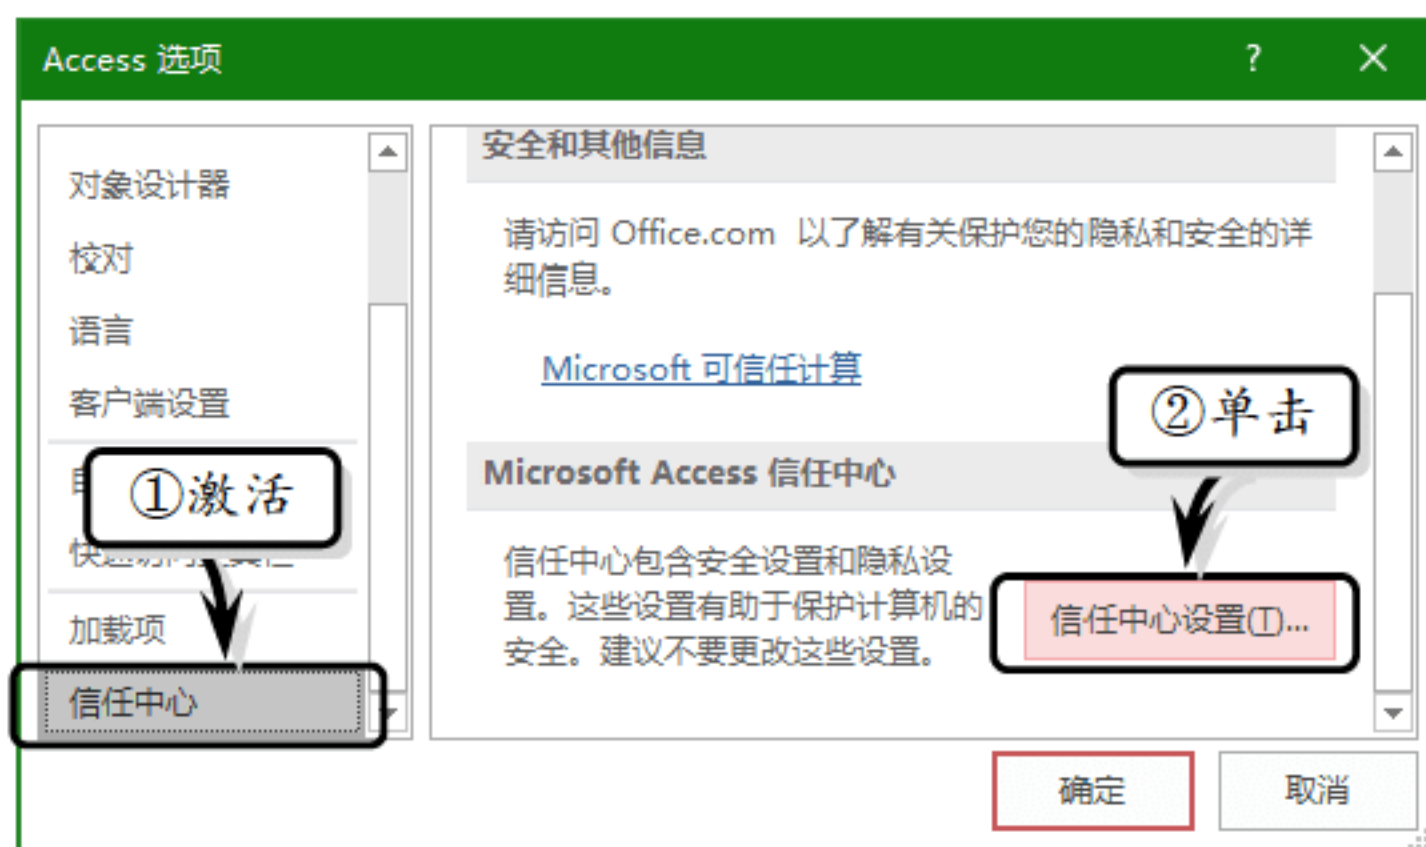 Access 选项
?
对象设计器
校对
语言
客户端设置
①激活
加载项
信任中心
安全和其他信息
请访问 Office.com 以了解有关保护您的隐私和安全的详
细信息。
Microsoft 可信任计算
②单击
Microsoft Access 信任中心
信任中心包含安全设置和隐私设
置。这些设置有助于保护计算机的
安全。建议不要更改这些设置。
信任中心设置(T)...
确定
取消